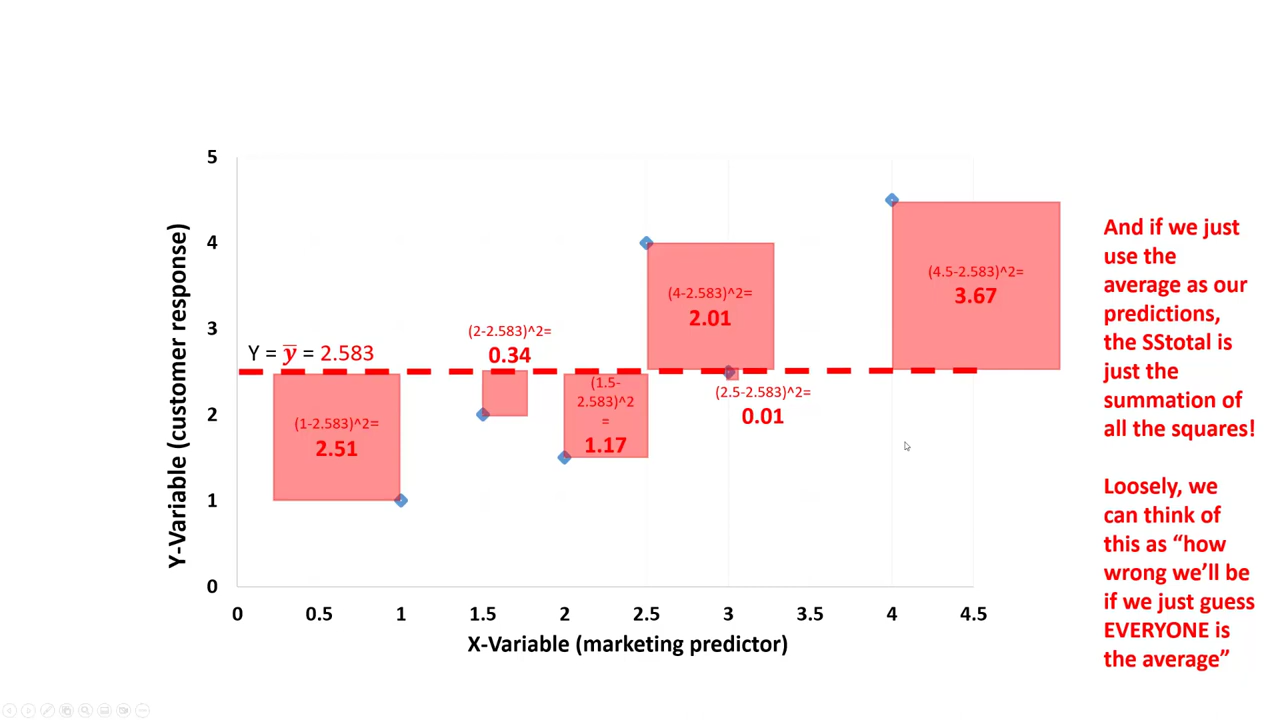 5
4
3
2
1
0
Y-Variable (customer response)
0 0.5 1 1.5 2 2.5 3 3.5 4 4.5
X-Variable (marketing predictor)
Y = y̅ = 2.583
(1-2.583)^2=
2.51
(2-2.583)^2=
0.34
(1.5-
2.583)^2
=
1.17
(4-2.583)^2=
2.01
(2.5-2.583)^2=
0.01
(4.5-2.583)^2=
3.67
And if we just
use the
average as our
predictions,
the SStotal is
just the
summation of
all the squares!
Loosely, we
can think of
this as “how
wrong we’ll be
if we just guess
EVERYONE is
the average”